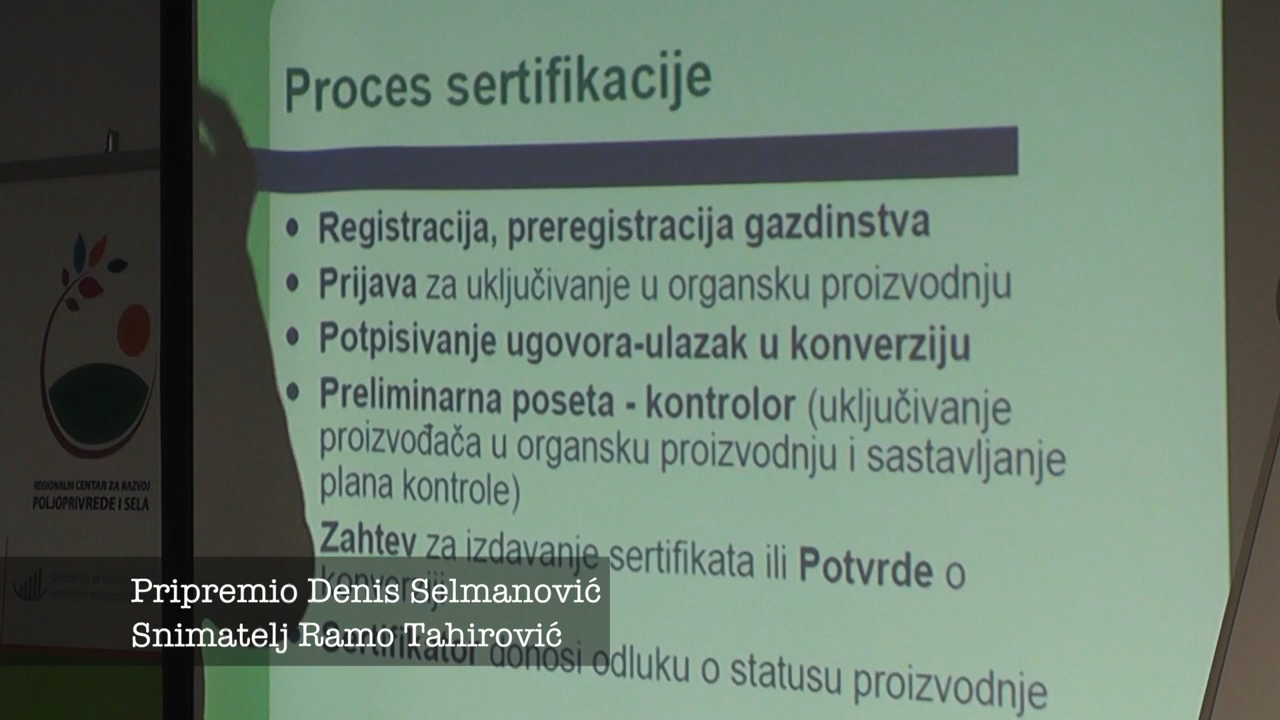 Proces sertifikacije
• Registracija, preregistracija gazdinstva
• Prijava za uključivanje u organsku proizvodnju
• Potpisivanje ugovora-ulazak u konverziju
• Preliminarna poseta - kontrolor (uključivanje
proizvođača u organsku proizvodnju i sastavljanje
plana kontrole)
Zahtev za izdavanje sertifikata ili Potvrde o
konverziji
Sertifikator donosi odluku o statusu proizvodnje
REGIONALNI CENTAR ZA RAZVOJ
POLJOPRIVREDE I SELA
Pripremio Denis Selmanović
Snimatelj Ramo Tahirović